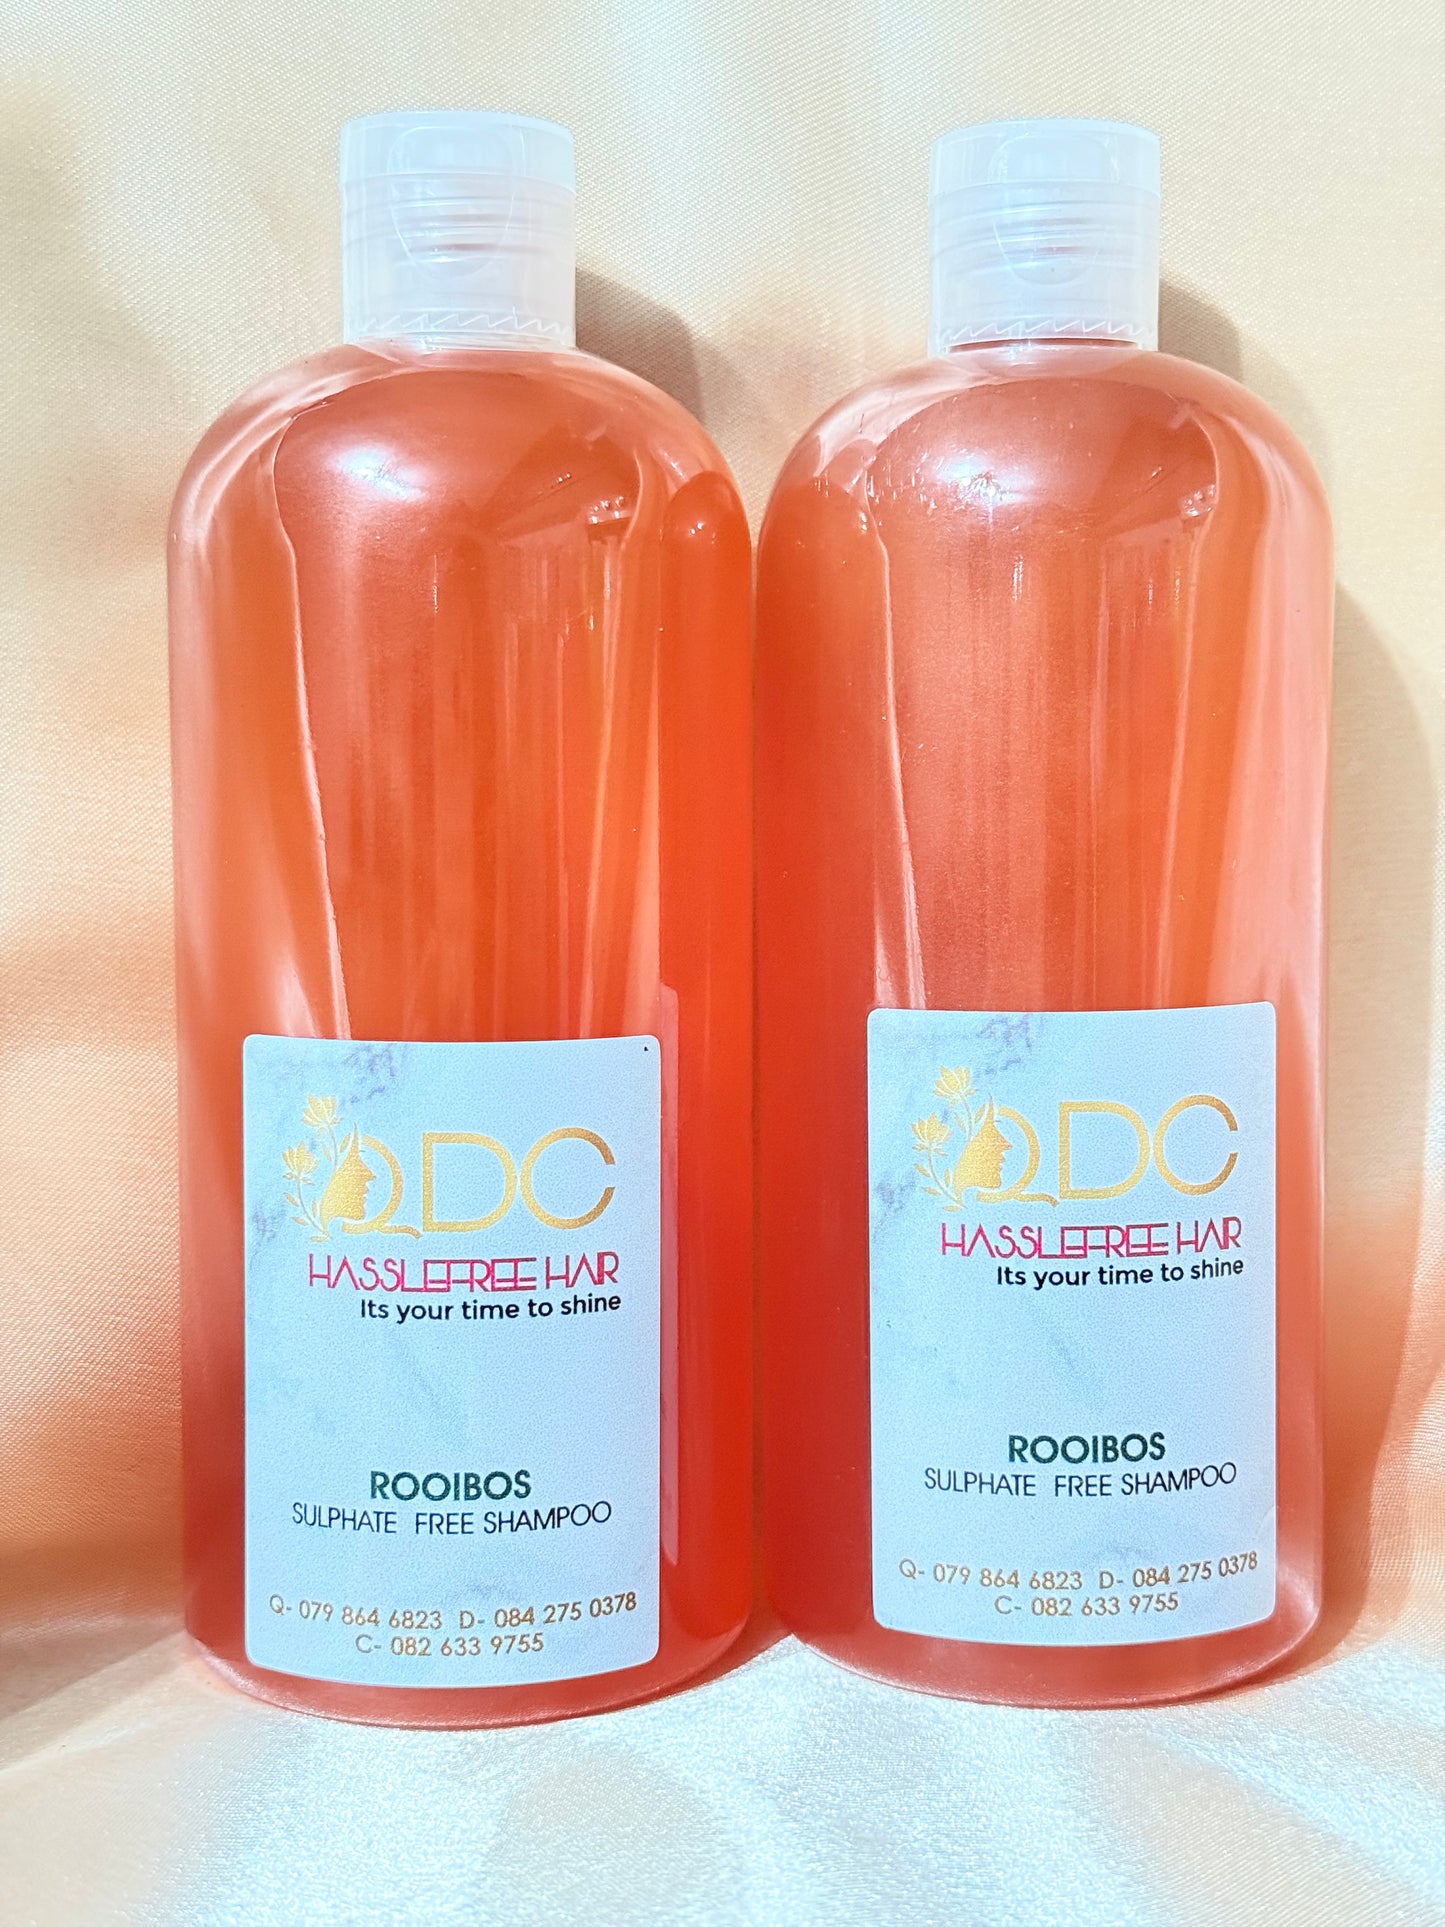 QDC
HASSLEFREE HAIR
Its your time to shine
ROOIBOS
SULPHATE FREE SHAMPOO
Q- 079 864 6823 D- 084 275 0378
C- 082 633 9755
QDC
HASSLEFREE HAIR
Its your time to shine
ROOIBOS
SULPHATE FREE SHAMPOO
Q- 079 864 6823 D- 084 275 0378
C- 082 633 9755